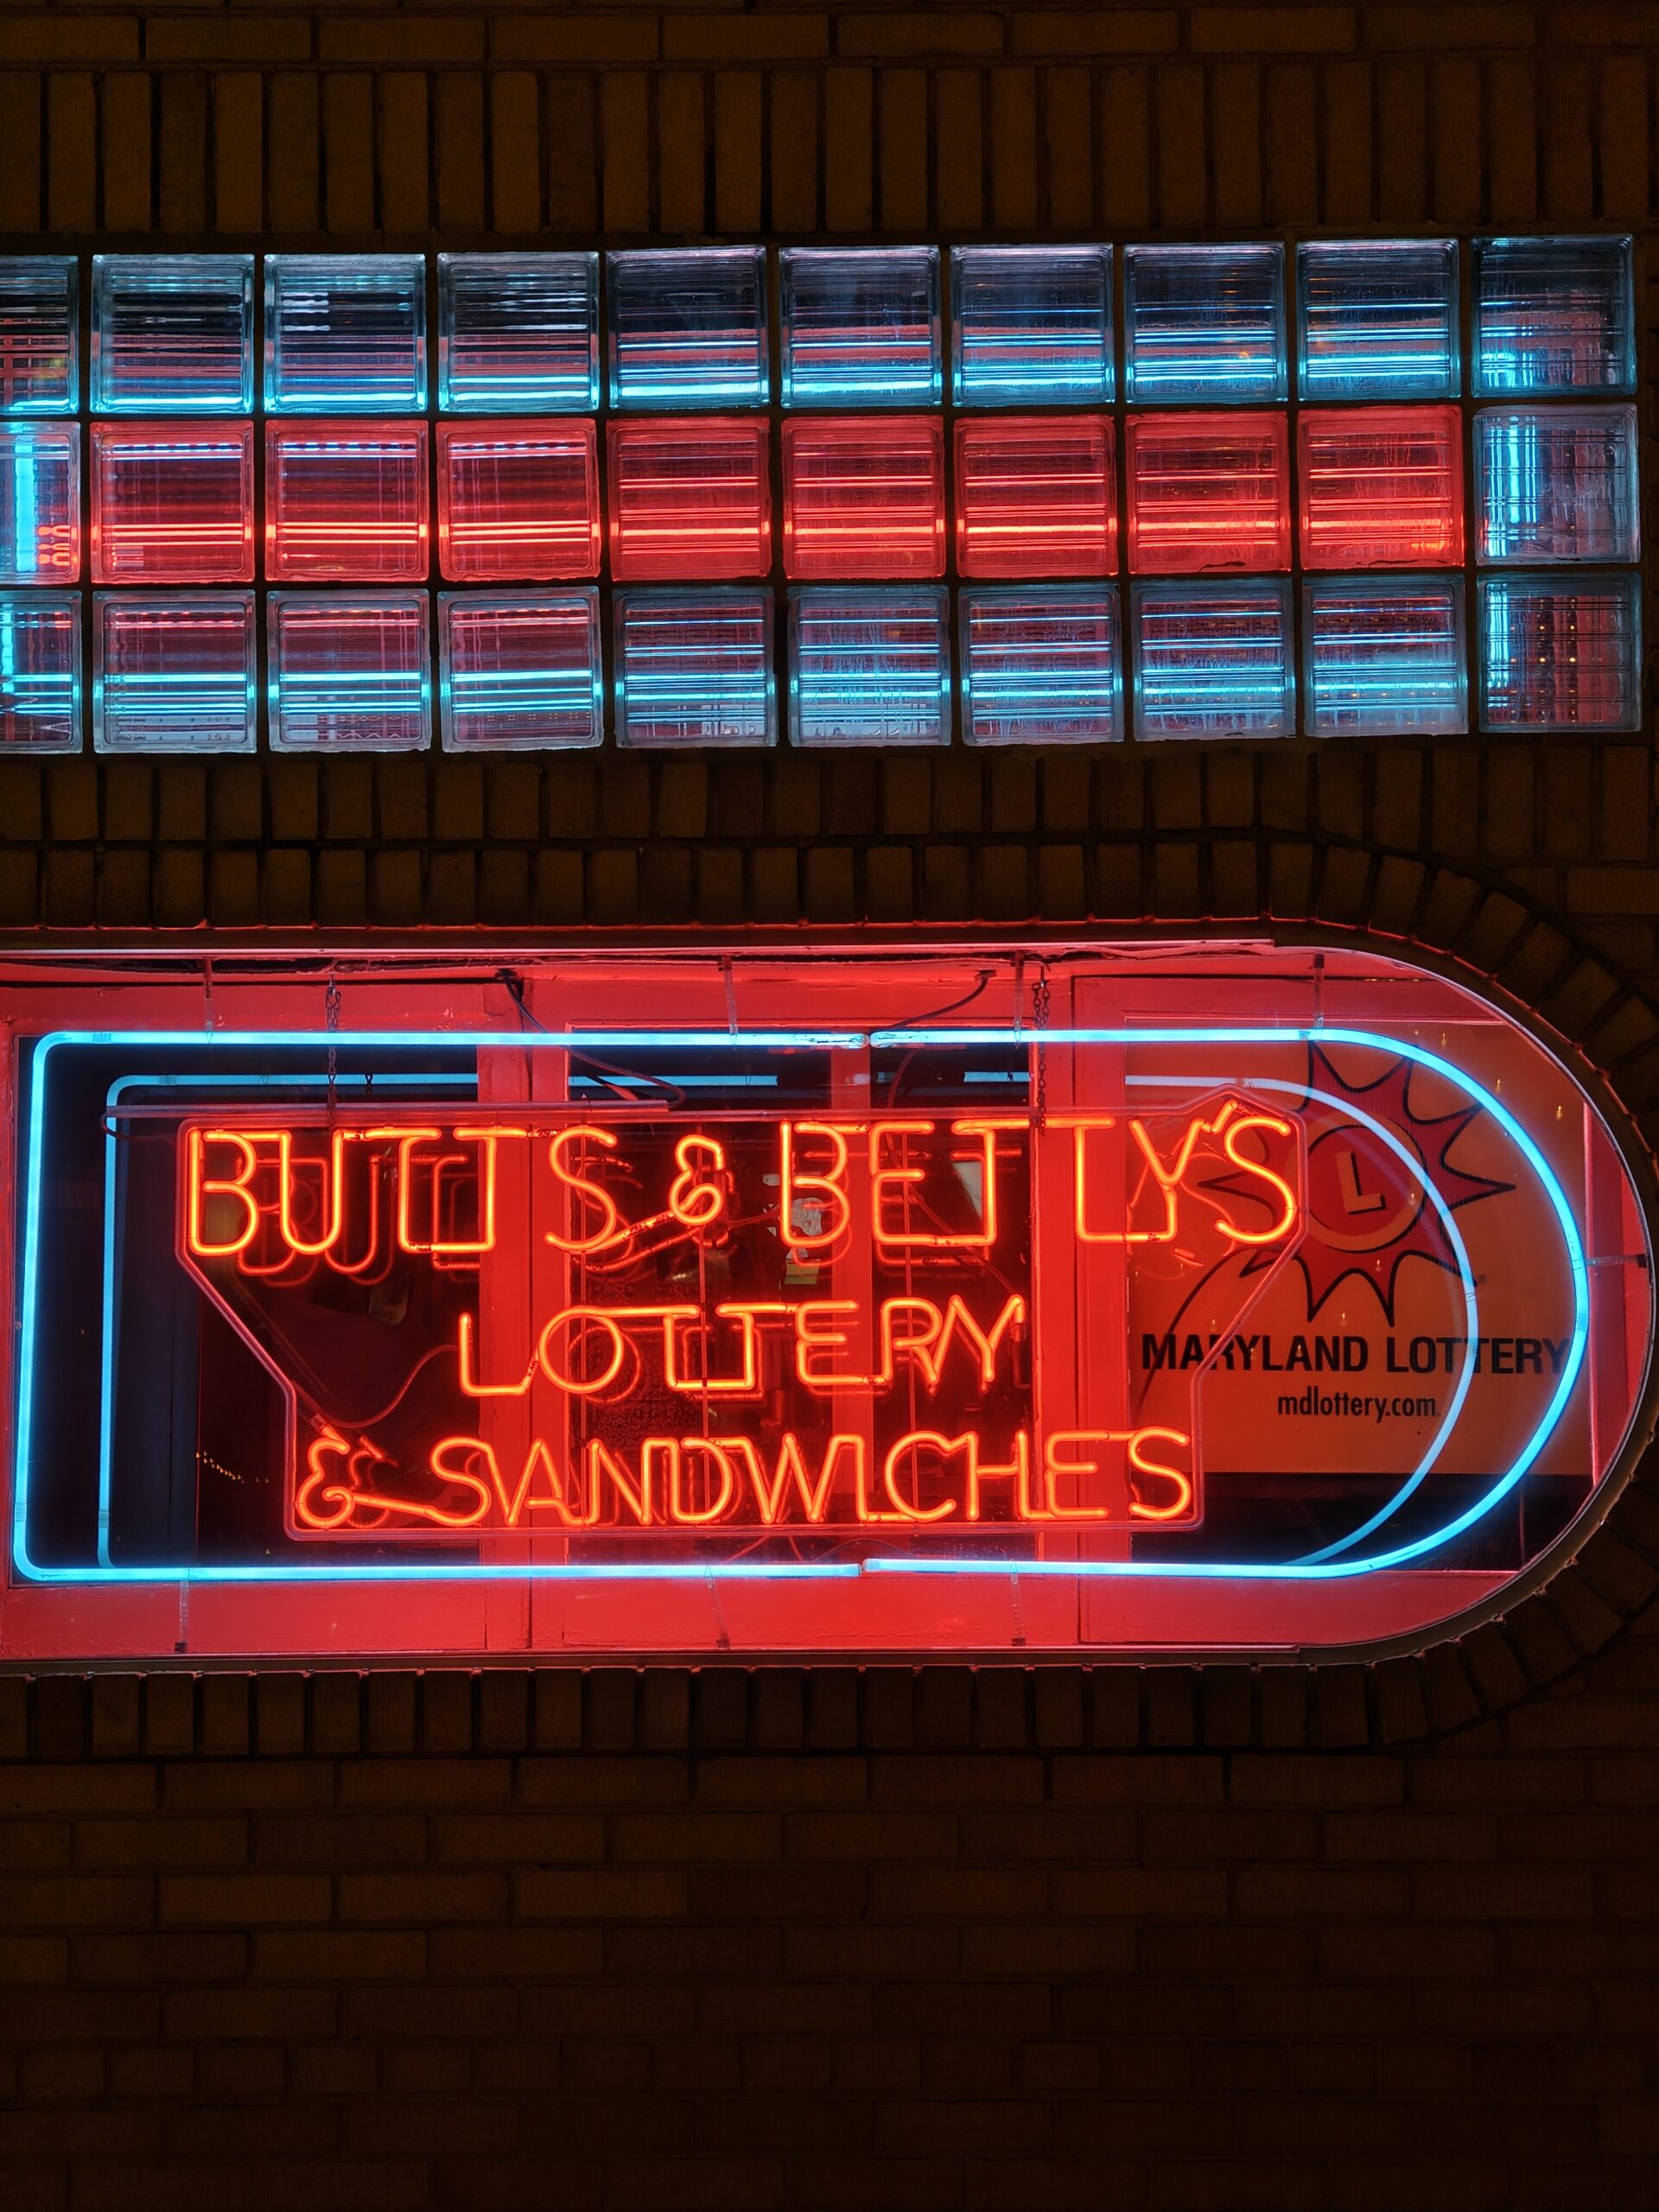 BUTTS & BETTY'S
LOTTERY
& SANDWICHES
L
MARYLAND LOTTERY
mdlottery.com